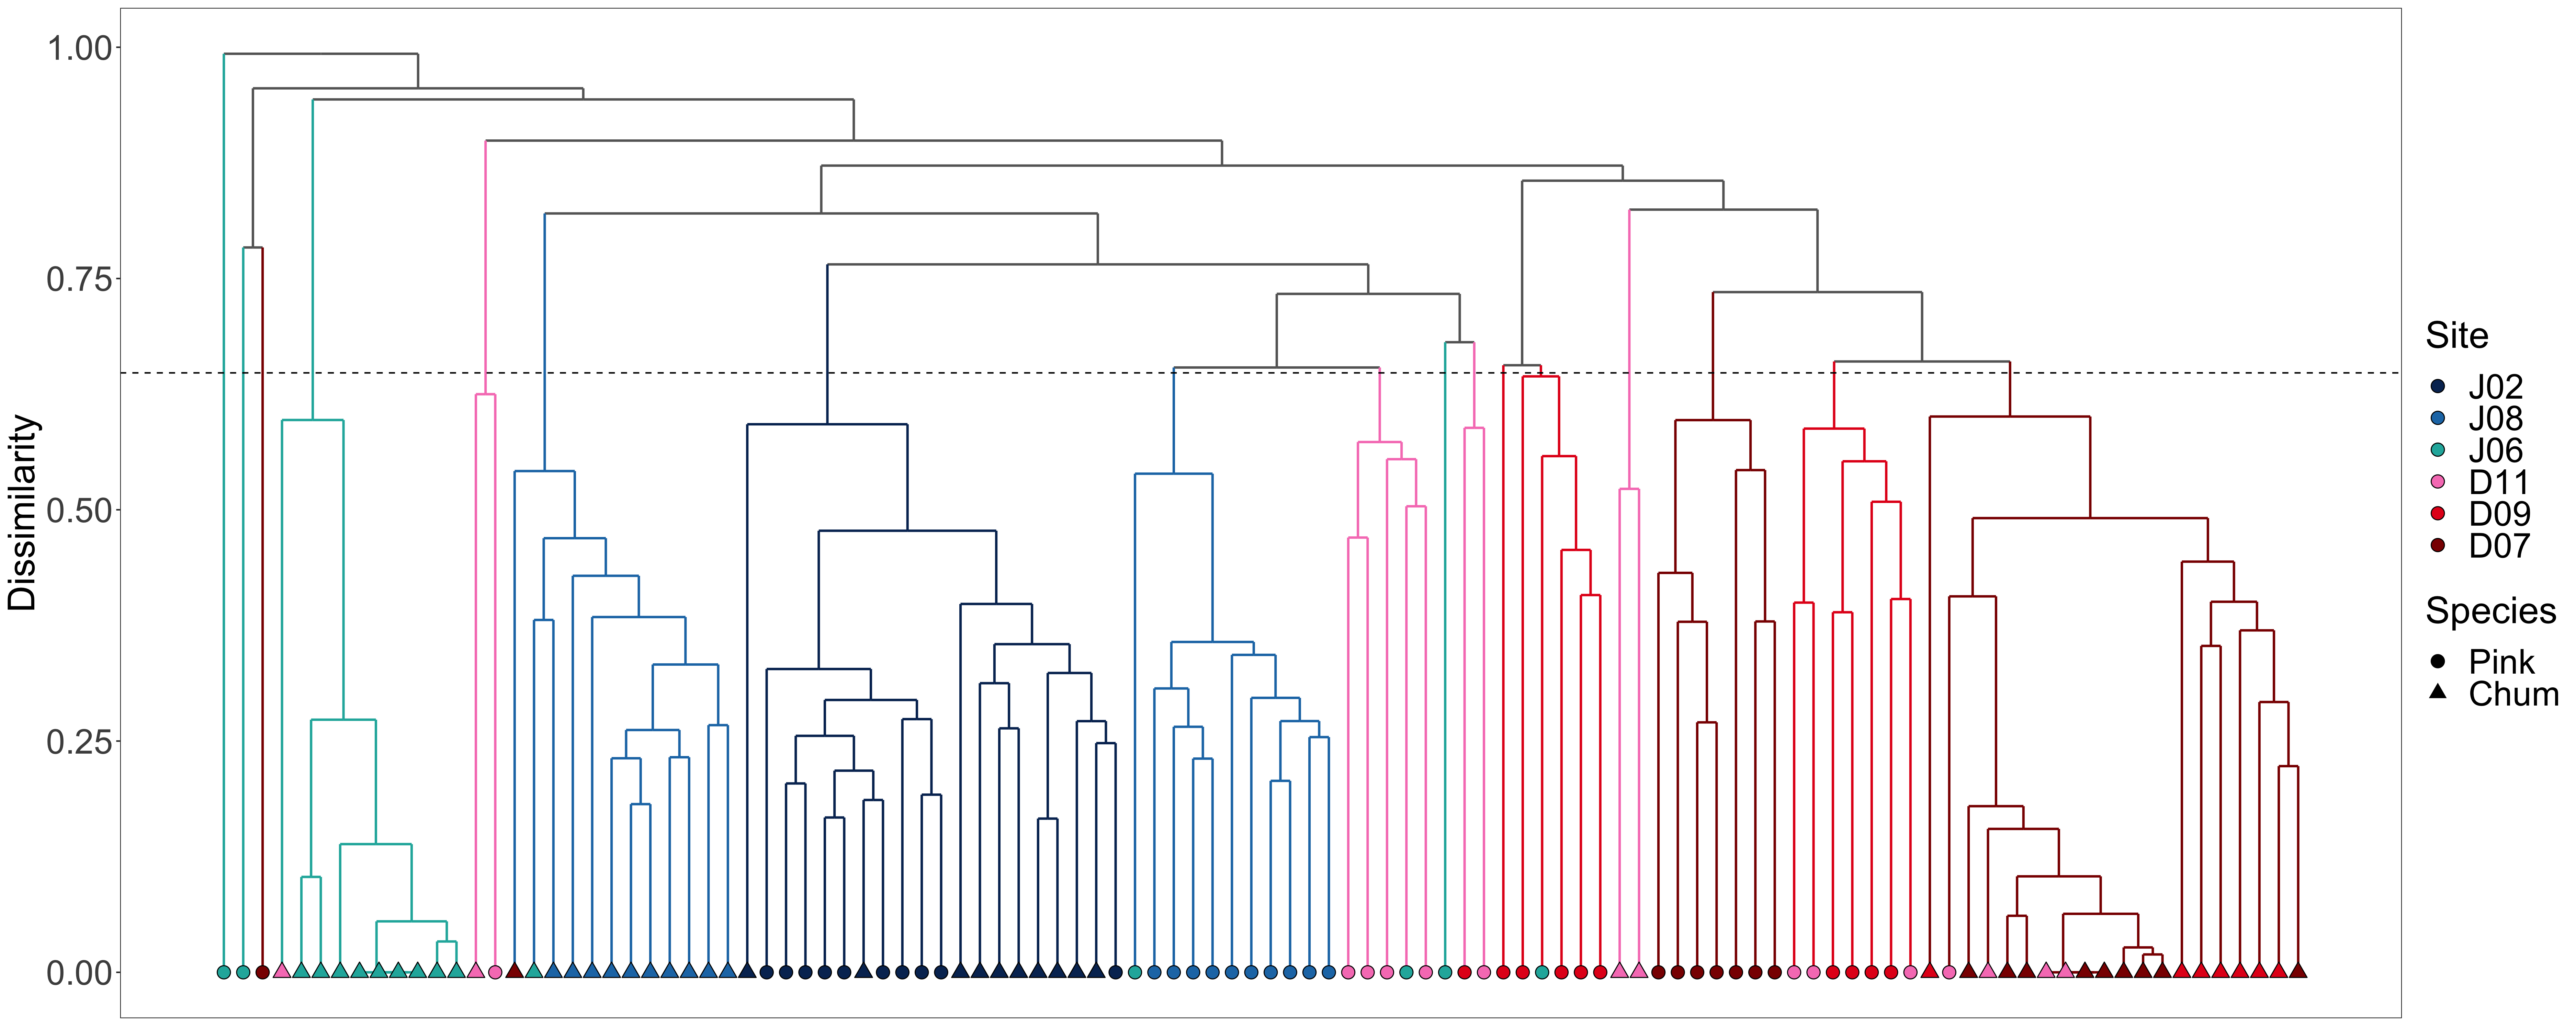 Dissimilarity
1.00
0.75
0.50
0.25
0.00
Site
J02
J08
J06
D11
D09
D07
Species
Pink
Chum